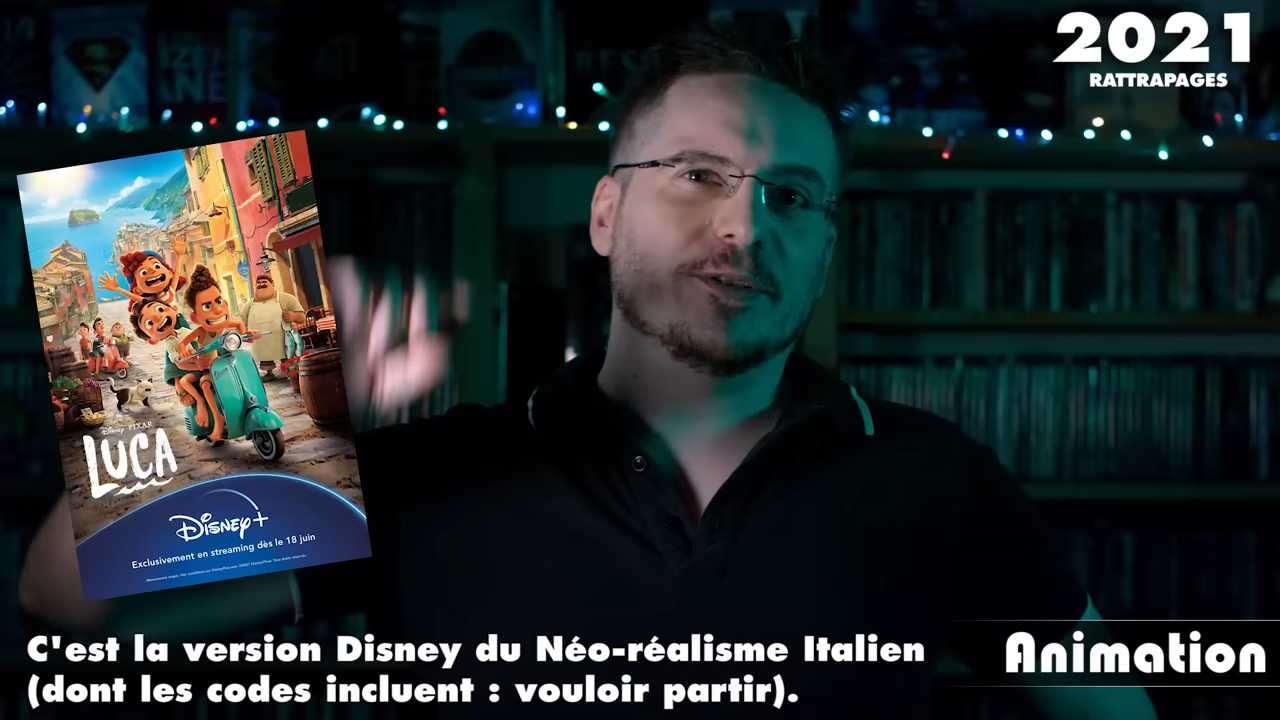 2021
RATTRAPAGES
DISNEY PIXAR
LUCA
Disney+
Exclusivement en streaming dès le 18 juin
C'est la version Disney du Néo-réalisme Italien
(dont les codes incluent : vouloir partir).
Animation